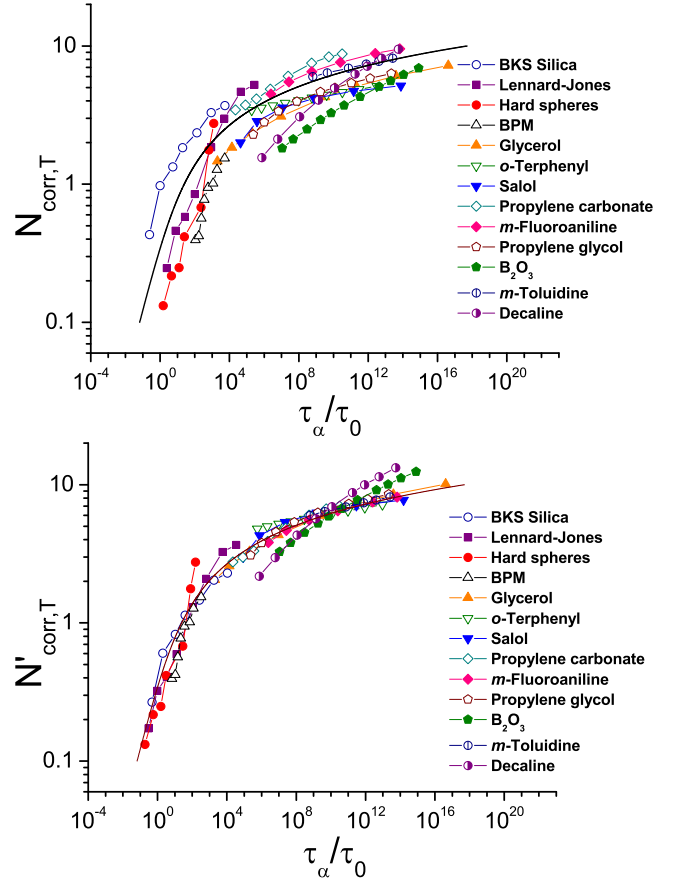 10
1
0.1
N_corr,T
10^-4 10^0 10^4 10^8 10^12 10^16 10^20
τ_α/τ_0
BKS Silica
Lennard-Jones
Hard spheres
BPM
Glycerol
o-Terphenyl
Salol
Propylene carbonate
m-Fluoroaniline
Propylene glycol
B_2O_3
m-Toluidine
Decaline
10
1
0.1
N'_corr,T
10^-4 10^0 10^4 10^8 10^12 10^16 10^20
τ_α/τ_0
BKS Silica
Lennard-Jones
Hard spheres
BPM
Glycerol
o-Terphenyl
Salol
Propylene carbonate
m-Fluoroaniline
Propylene glycol
B_2O_3
m-Toluidine
Decaline